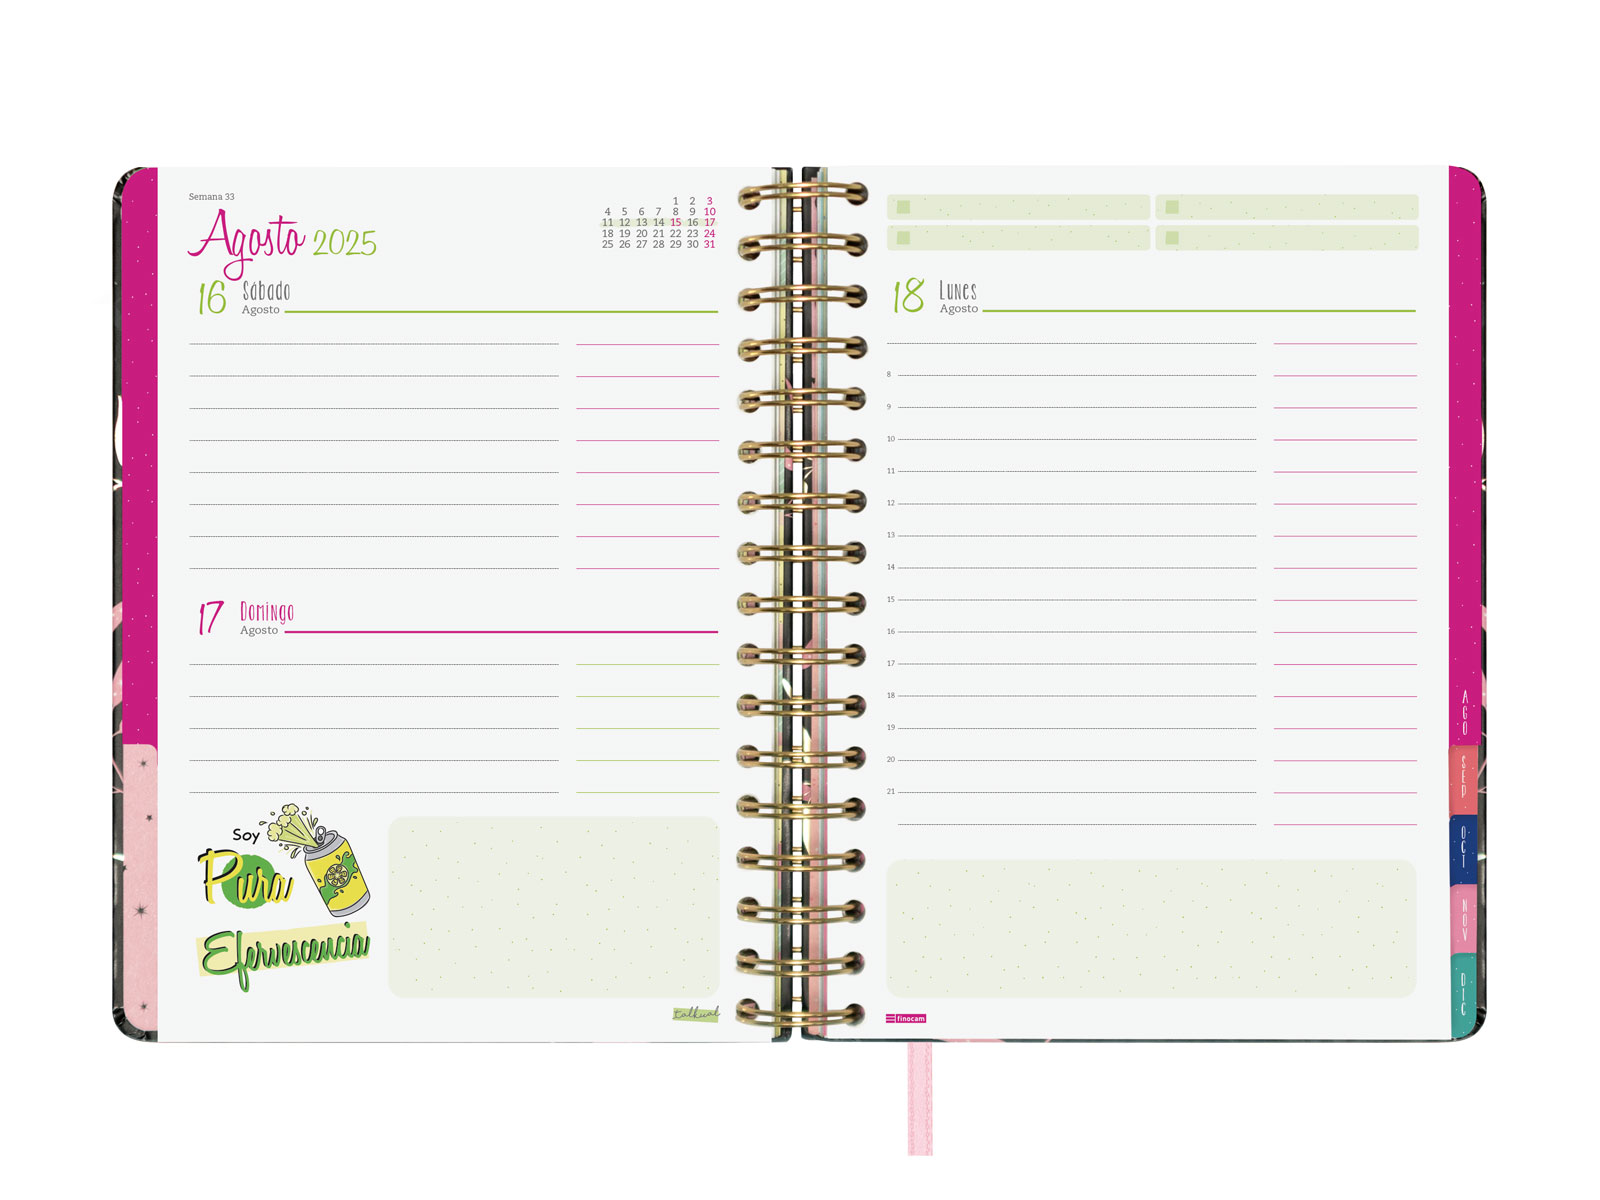 Semana 33
Agosto 2025
1 2 3
4 5 6 7 8 9 10
11 12 13 14 15 16 17
18 19 20 21 22 23 24
25 26 27 28 29 30 31
16 Sábado
Agosto
17 Domingo
Agosto
Soy
Pura
Efervescencia
talkual
18 Lunes
Agosto
8
9
10
11
12
13
14
15
16
17
18
19
20
21
finocam
AGO
SEP
OCT
NOV
DIC